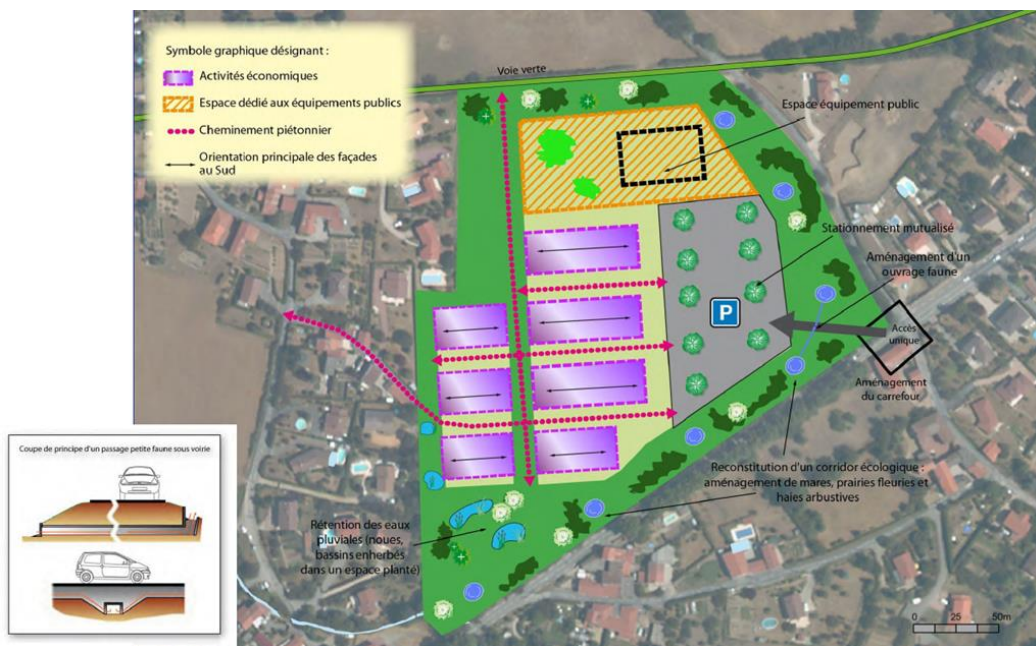 Symbole graphique désignant :
Activités économiques
Espace dédié aux équipements publics
Cheminement piétonnier
Orientation principale des façades
au Sud
Voie verte
Espace équipement public
Stationnement mutualisé
Aménagement d'un
ouvrage faune
P
Accès
unique
Aménagement
du carrefour
Reconstitution d'un corridor écologique :
aménagement de mares, prairies fleuries et
haies arbustives
Rétention des eaux
pluviales (noues,
bassins enherbés
dans un espace planté)
Coupe de principe d'un passage petite faune sous voirie
0 25 50m